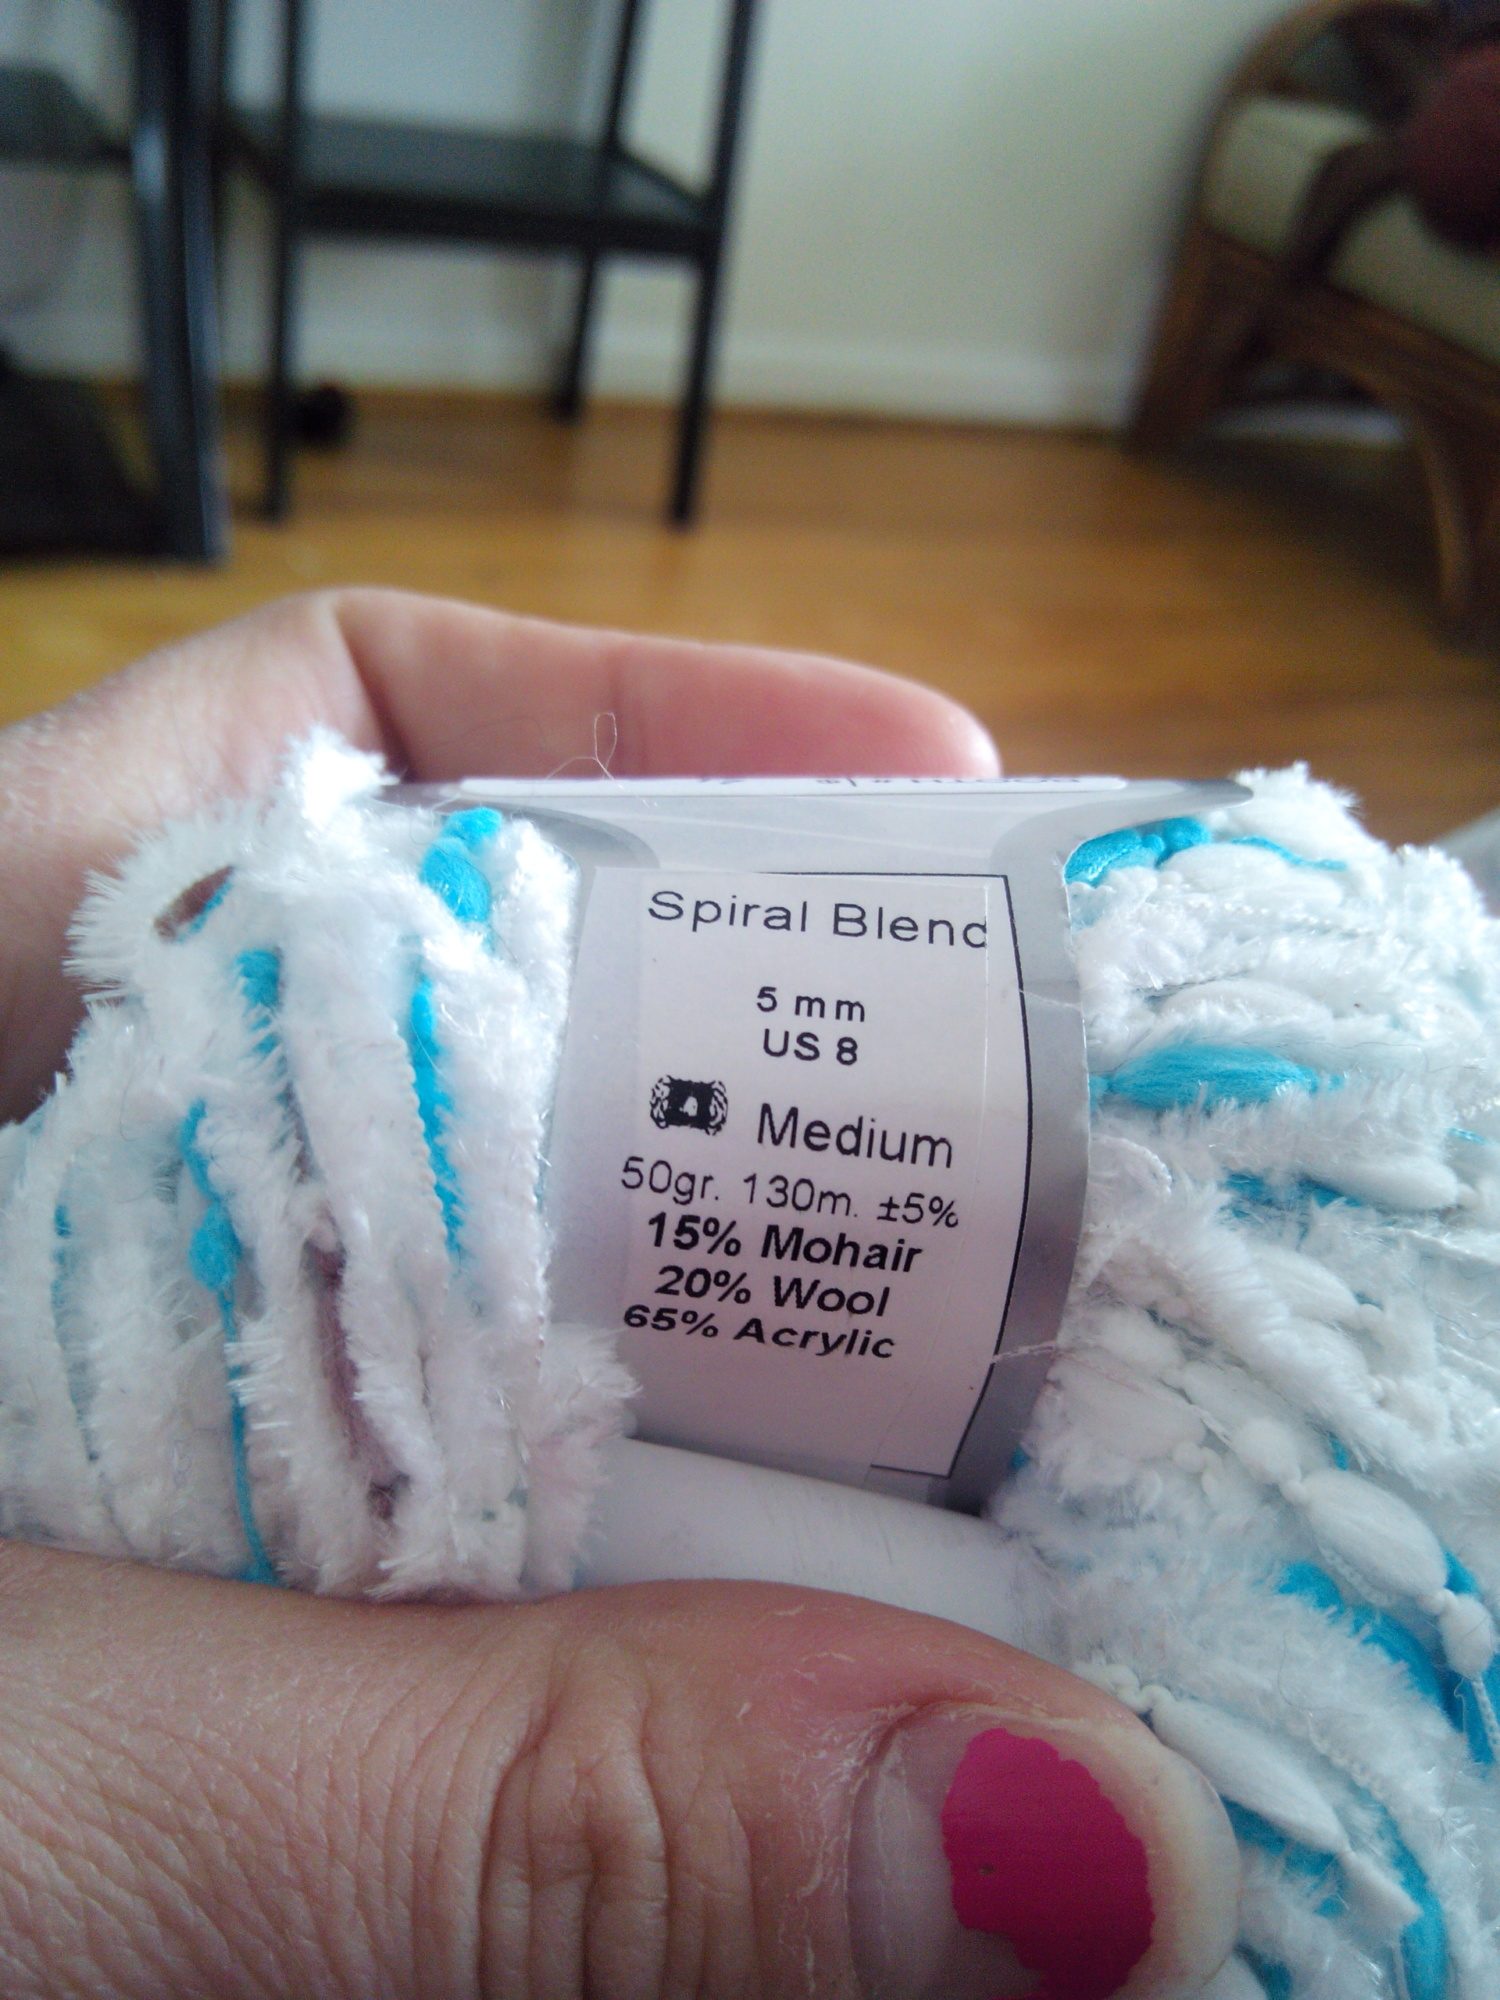 Spiral Blend
5 mm
US 8
Medium
50gr. 130m. ±5%
15% Mohair
20% Wool
65% Acrylic